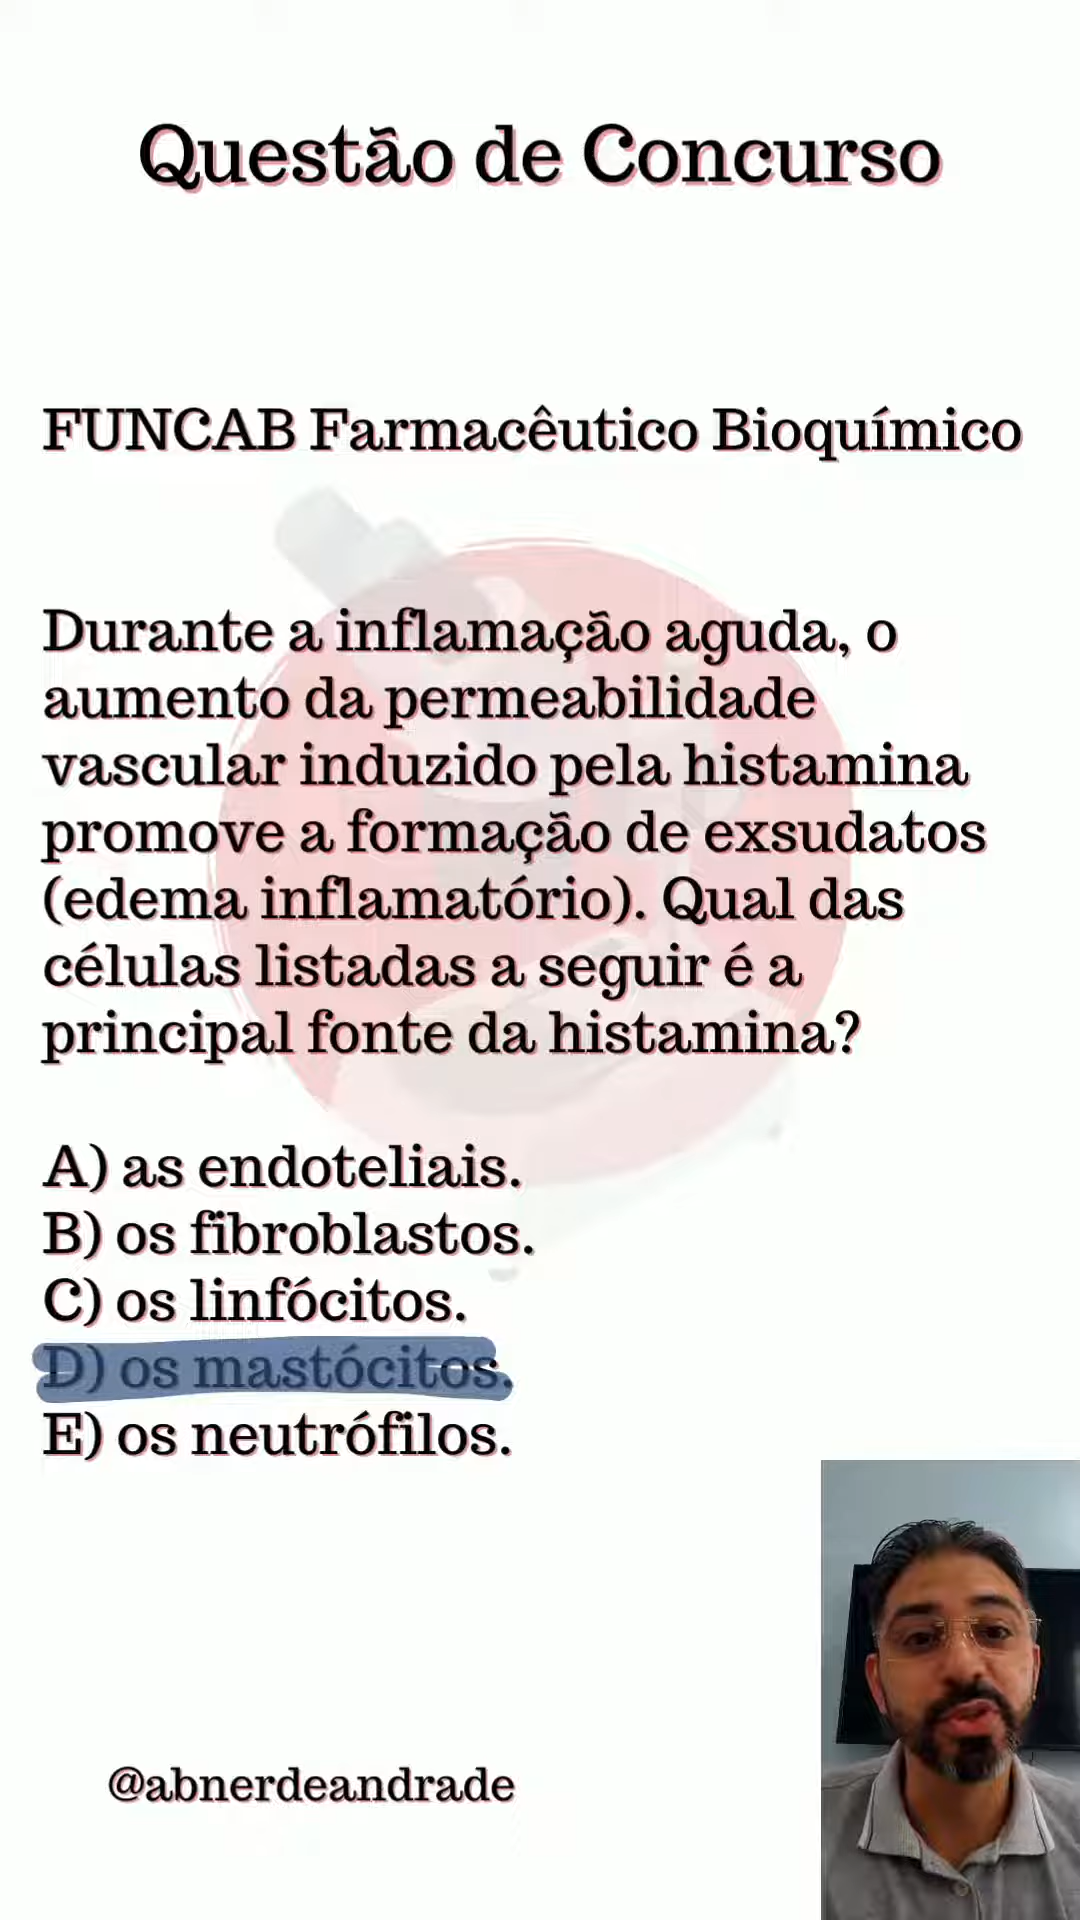 Questão de Concurso
FUNCAB Farmacêutico Bioquímico
Durante a inflamação aguda, o
aumento da permeabilidade
vascular induzido pela histamina
promove a formação de exsudatos
(edema inflamatório). Qual das
células listadas a seguir é a
principal fonte da histamina?
A) as endoteliais.
B) os fibroblastos.
C) os linfócitos.
D) os mastócitos.
E) os neutrófilos.
@abnerdeandrade